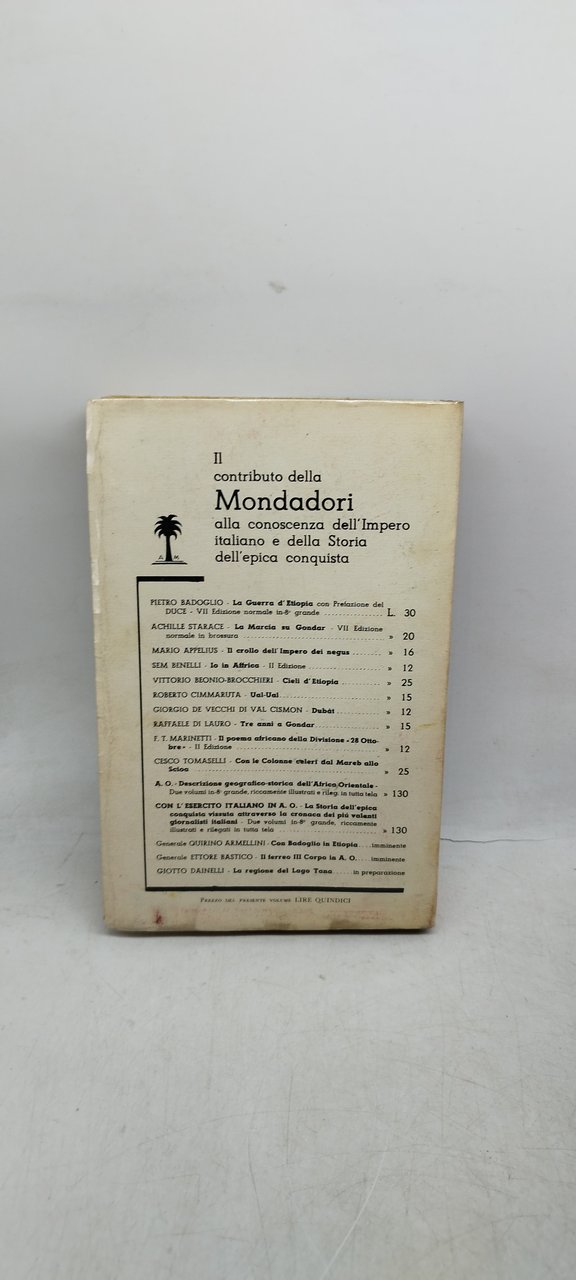 Il
contributo della
Mondadori
alla conoscenza dell'Impero
italiano e della Storia
dell'epica conquista
PIETRO BADOGLIO - La Guerra d'Etiopia con Prefazione del
DUCE - VII Edizione normale in-8° grande ............... L. 30
ACHILLE STARACE - La Marcia su Gondar - VII Edizione
normale in brossura ............... » 20
MARIO APPELIUS - Il crollo dell'Impero dei negus ........ » 16
SEM BENELLI - Io in Affrica - II Edizione ............... » 12
VITTORIO BEONIO-BROCCHIERI - Cieli d'Etiopia .......... » 25
ROBERTO CIMMARUTA - Ual-Ual ............... » 15
GIORGIO DE VECCHI DI VAL CISMON - Dubàt ............ » 12
RAFFAELE DI LAURO - Tre anni a Gondar ............... » 15
F. T. MARINETTI - Il poema africano della Divisione «28 Otto-
bre» - II Edizione ............... » 12
CESCO TOMASELLI - Con le Colonne celeri dal Mareb allo
Scioa ............... » 25
A. O. - Descrizione geografico-storica dell'Africa Orientale -
Due volumi in-8° grande, riccamente illustrati e rileg. in tutta tela » 130
CON L'ESERCITO ITALIANO IN A. O. - La Storia dell'epica
conquista vissuta attraverso la cronaca dei più valenti
giornalisti italiani - Due volumi in-8° grande, riccamente
illustrati e rilegati in tutta tela ............... » 130
Generale QUIRINO ARMELLINI - Con Badoglio in Etiopia .... imminente
Generale ETTORE BASTICO - Il ferreo III Corpo in A. O. .... imminente
GIOTTO DAINELLI - La regione del Lago Tana ..... in preparazione
PREZZO DEL PRESENTE VOLUME LIRE QUINDICI